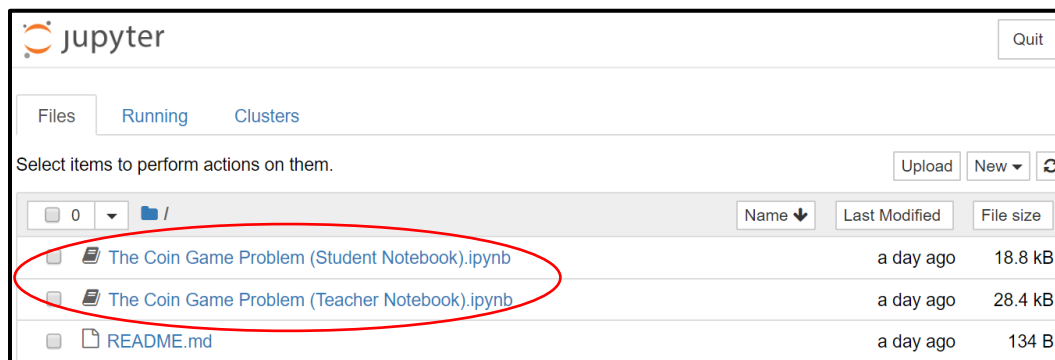 jupyter
Quit
Files Running Clusters
Select items to perform actions on them.
Upload New
0 / Name Last Modified File size
The Coin Game Problem (Student Notebook).ipynb a day ago 18.8 kB
The Coin Game Problem (Teacher Notebook).ipynb a day ago 28.4 kB
README.md a day ago 134 B